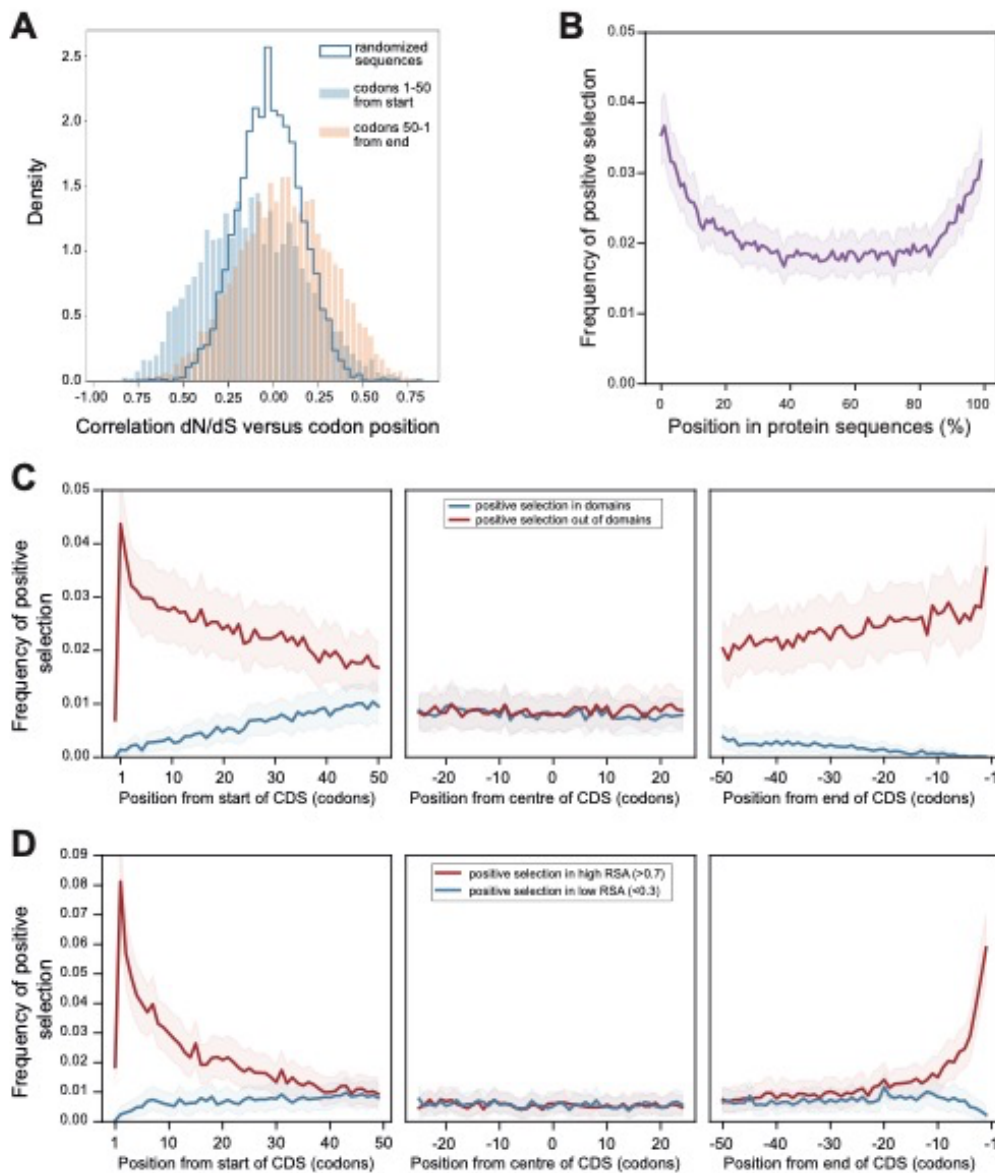 A
2.5
2.0
1.5
1.0
0.5
0.0
Density
randomized
sequences
codons 1-50
from start
codons 50-1
from end
-1.00
0.75
0.50
0.25
0.00
0.25
0.50
0.75
Correlation dN/dS versus codon position
B
0.05
0.04
0.03
0.02
0.01
0.00
Frequency of positive selection
0
20
40
60
80
100
Position in protein sequences (%)
C
0.05
0.04
0.03
0.02
0.01
0.00
Frequency of positive
selection
1
10
20
30
40
50
Position from start of CDS (codons)
positive selection in domains
positive selection out of domains
-20
-10
0
10
20
Position from centre of CDS (codons)
-50
-40
-30
-20
-10
-1
Position from end of CDS (codons)
D
0.09
0.08
0.07
0.06
0.05
0.04
0.03
0.02
0.01
0.00
Frequency of positive
selection
1
10
20
30
40
50
Position from start of CDS (codons)
positive selection in high RSA (>0.7)
positive selection in low RSA (<0.3)
-20
-10
0
10
20
Position from centre of CDS (codons)
-50
-40
-30
-20
-10
-1
Position from end of CDS (codons)